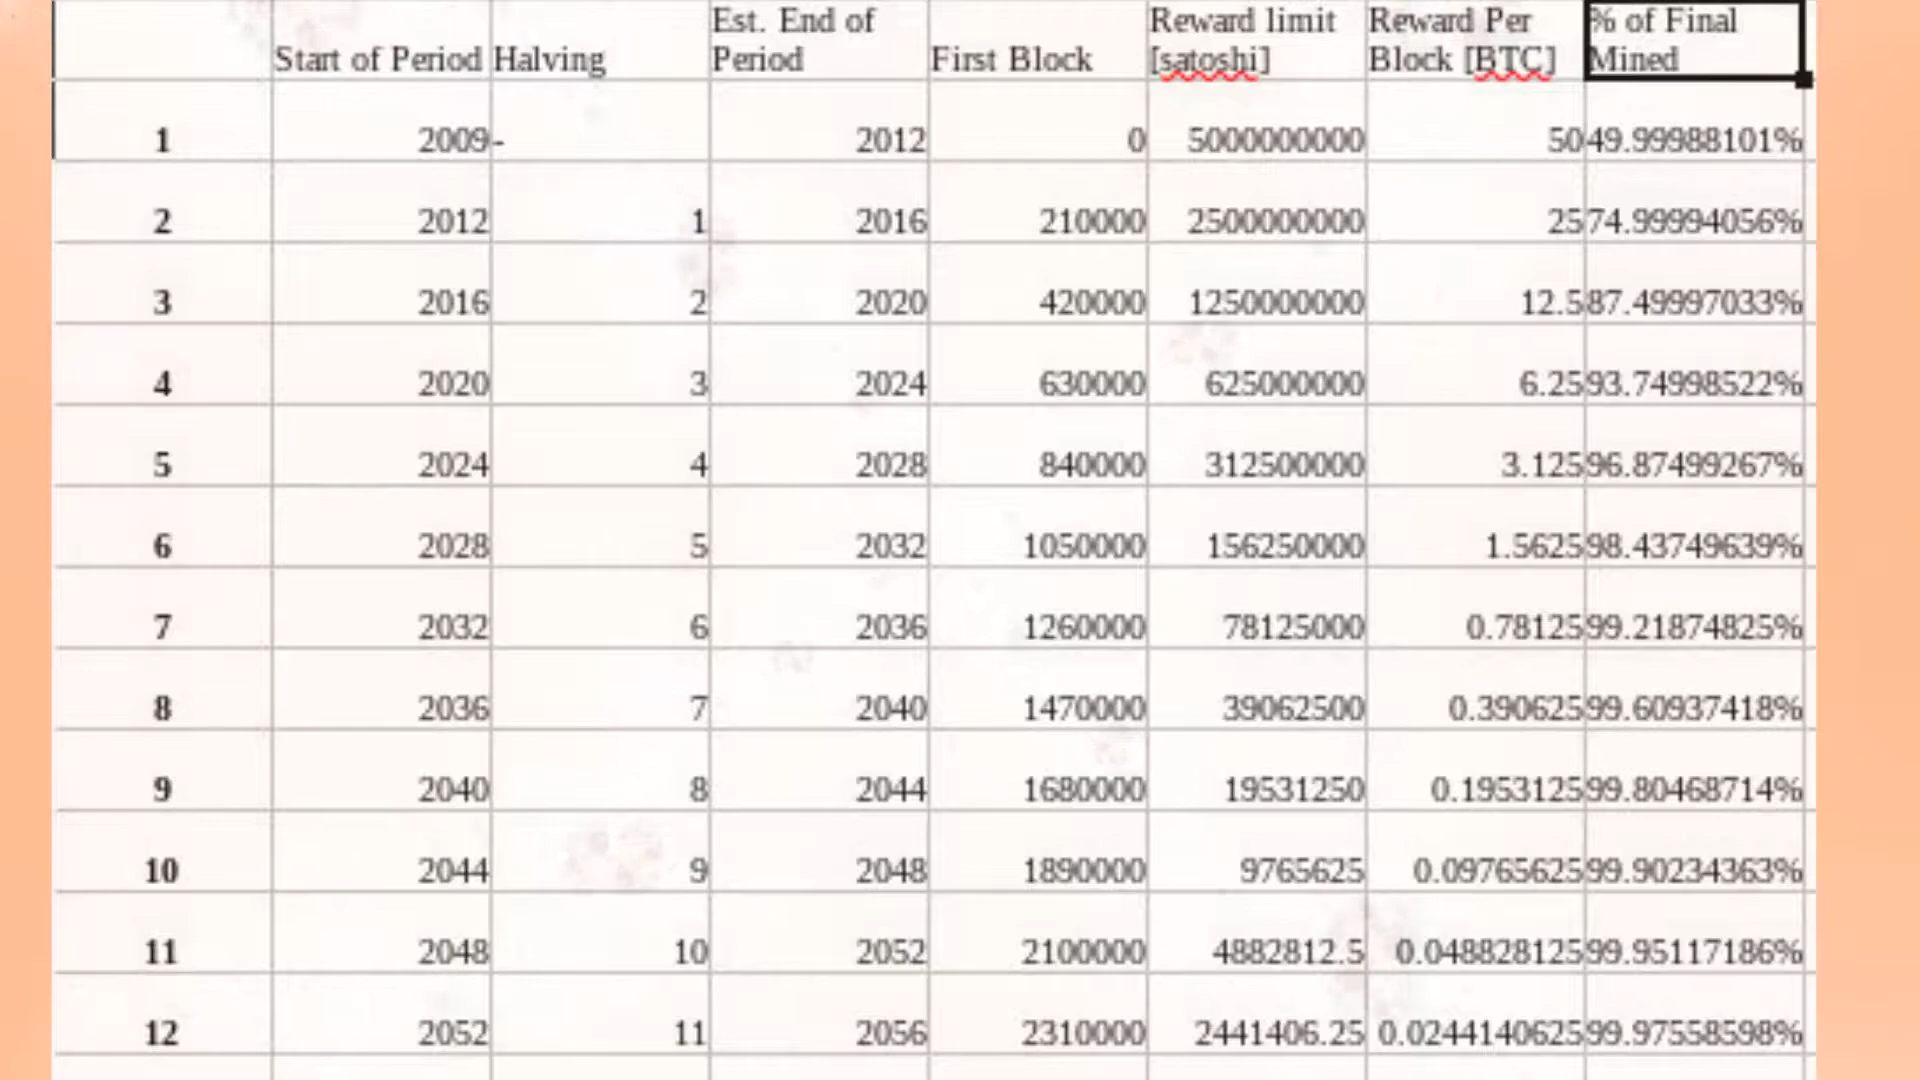 Start of Period Halving Est. End of Period First Block Reward limit [satoshi] Reward Per Block [BTC] % of Final Mined
1 2009 - 2012 0 5000000000 50 49.99988101%
2 2012 1 2016 210000 2500000000 25 74.99994056%
3 2016 2 2020 420000 1250000000 12.5 87.49997033%
4 2020 3 2024 630000 625000000 6.25 93.74998522%
5 2024 4 2028 840000 312500000 3.125 96.87499267%
6 2028 5 2032 1050000 156250000 1.5625 98.43749639%
7 2032 6 2036 1260000 78125000 0.78125 99.21874825%
8 2036 7 2040 1470000 39062500 0.390625 99.60937418%
9 2040 8 2044 1680000 19531250 0.1953125 99.80468714%
10 2044 9 2048 1890000 9765625 0.09765625 99.90234363%
11 2048 10 2052 2100000 4882812.5 0.048828125 99.95117186%
12 2052 11 2056 2310000 2441406.25 0.0244140625 99.97558598%